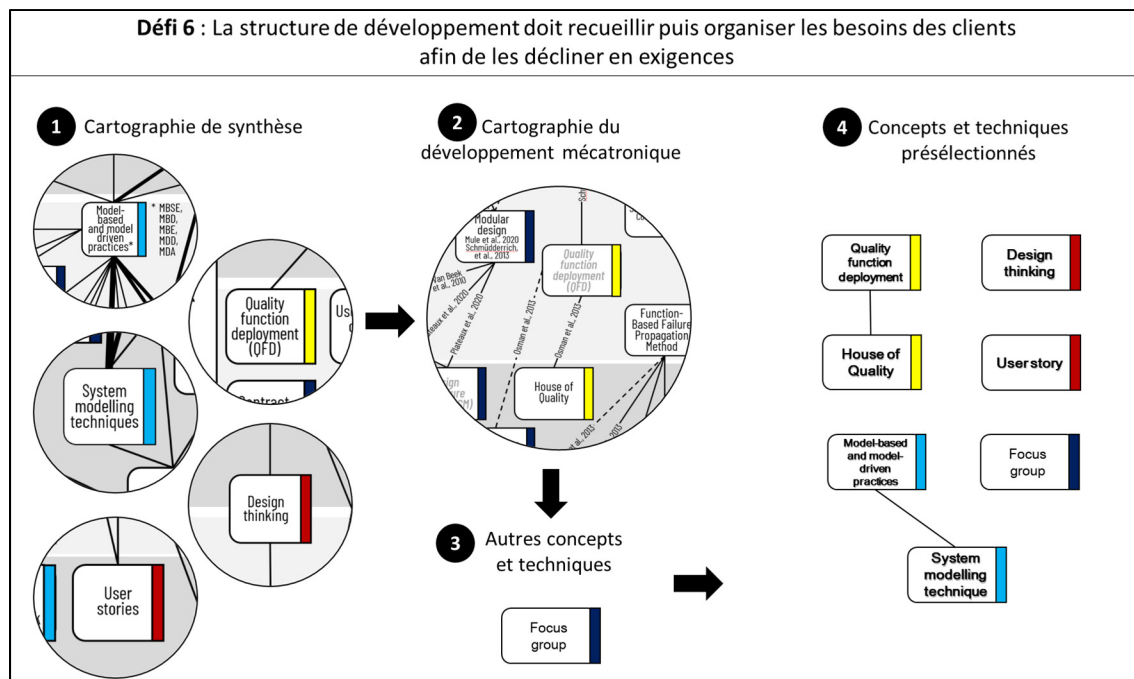 Défi 6 : La structure de développement doit recueillir puis organiser les besoins des clients
afin de les décliner en exigences
1 Cartographie de synthèse
Model-
based
and model
driven
practices*
* MBSE,
MBD,
MBE,
MDD,
MDA
Quality
function
deployment
(QFD)
Contract
System
modelling
techniques
Design
thinking
User
stories
2 Cartographie du
développement mécatronique
Modular
design
Mule et al., 2020
Schmüdderrich,
et al., 2013
Quality
function
deployment
(QFD)
Van Beek
et al., 2010
Plateaux et al., 2020
Osman et al., 2013
Osman et al., 2013
Function-
Based Failure
Propagation
Method
House of
Quality
et al., 2013
3 Autres concepts
et techniques
Focus
group
4 Concepts et techniques
présélectionnés
Quality
function
deployment
Design
thinking
House of
Quality
User story
Model-based
and model-
driven
practices
Focus
group
System
modelling
technique